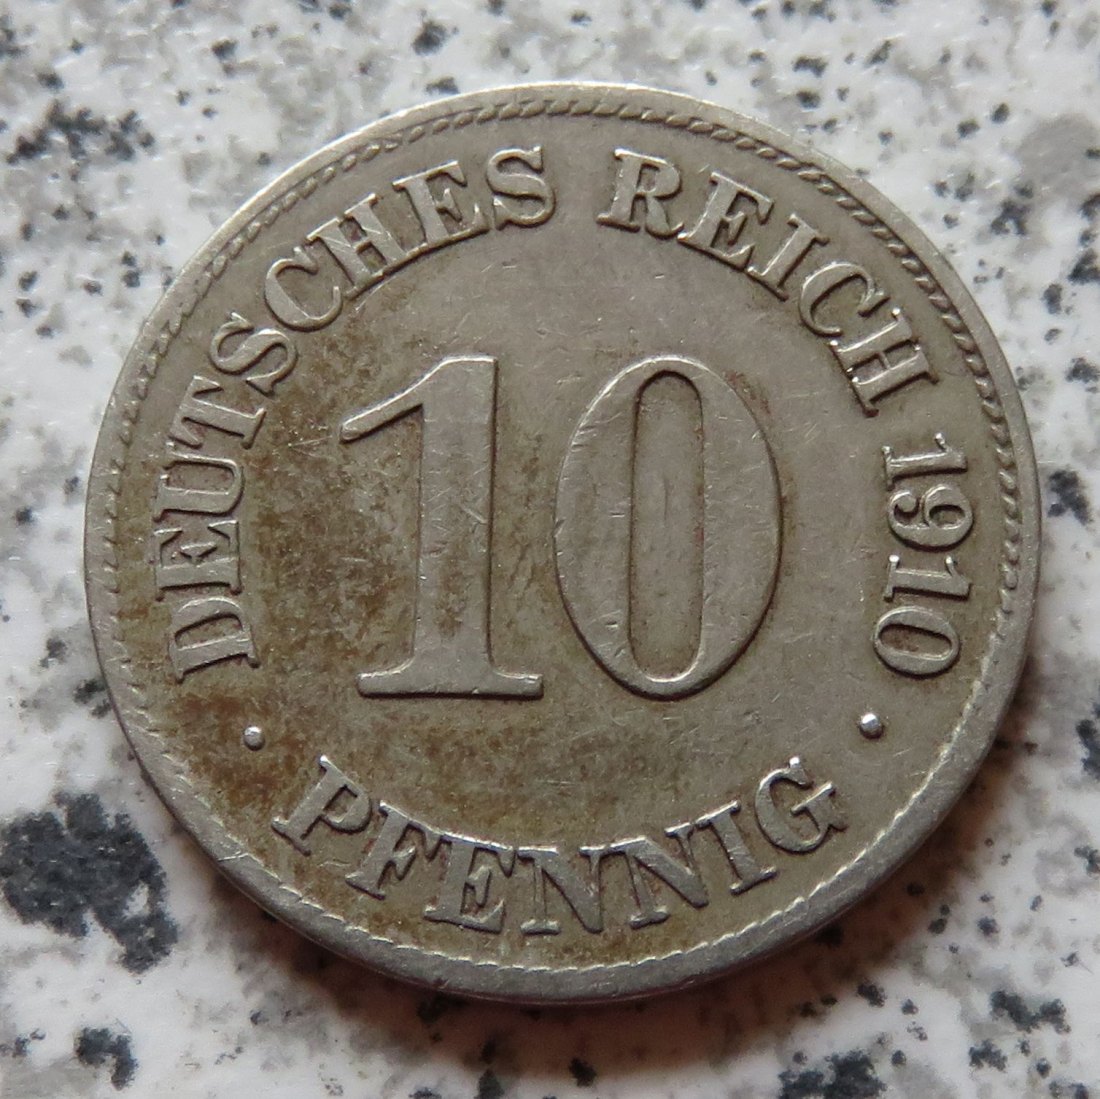 DEUTSCHES REICH 1910
10
· PFENNIG ·